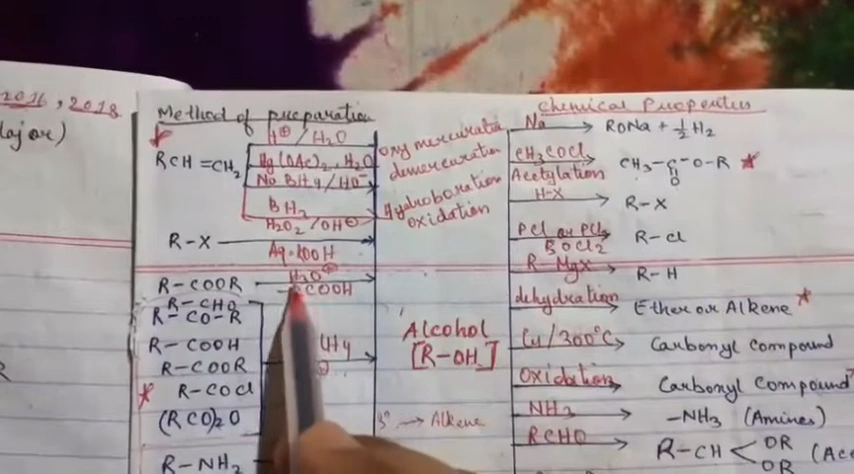 2016, 2018
Major)
Method of preparation
H⊕ / H2O
RCH = CH2
Hg(OAc)2, H2O
NaBH4 / HO⊖
BH3
H2O2 / OH⊖
R-X
Aq. KOH
R-COOR
H3O⊕
COOH
R-CHO
R-CO-R
R-COOH
R-COOR
R-COCl
(RCO)2O
R-NH2
oxymercuration
demercuration
Hydroboration
oxidation
Alcohol
[R-OH]
3° → Alkene
Chemical Properties
Na → RONa + 1/2 H2
CH3COCl
Acetylation
CH3-C-O-R
O
H-X → R-X
PCl5 or PCl3
SOCl2
R-Cl
R-MgX → R-H
dehydration → Ether or Alkene
Cu/300°C → Carbonyl compound
Oxidation → Carbonyl compound
NH3 → -NH3 (Amines)
RCHO → R-CH < OR
OR